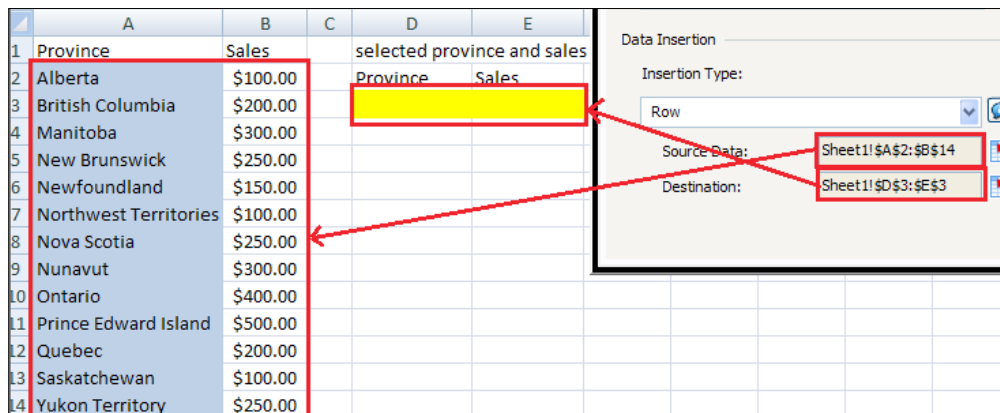 A B C D E
1 Province Sales selected province and sales
2 Alberta $100.00 Province Sales
3 British Columbia $200.00
4 Manitoba $300.00
5 New Brunswick $250.00
6 Newfoundland $150.00
7 Northwest Territories $100.00
8 Nova Scotia $250.00
9 Nunavut $300.00
10 Ontario $400.00
11 Prince Edward Island $500.00
12 Quebec $200.00
13 Saskatchewan $100.00
14 Yukon Territory $250.00
Data Insertion
Insertion Type:
Row
Source Data: Sheet1!$A$2:$B$14
Destination: Sheet1!$D$3:$E$3